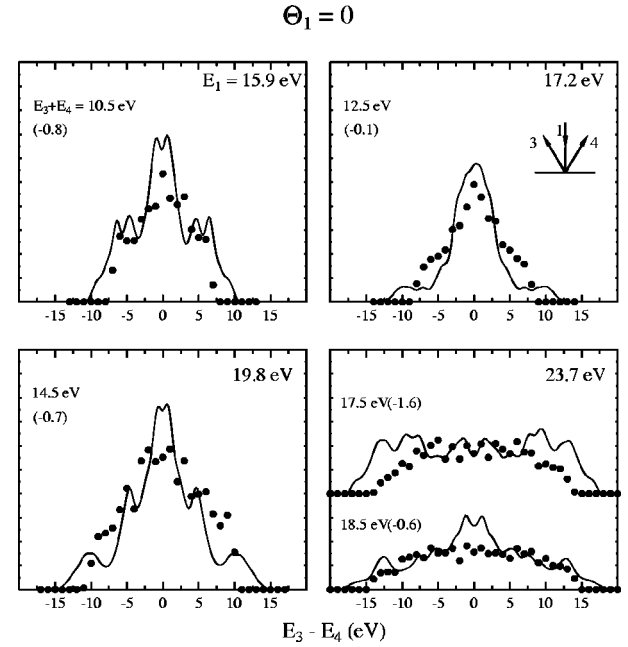 Θ₁ = 0
E₁ = 15.9 eV
E₃+E₄ = 10.5 eV
(-0.8)
-15 -10 -5 0 5 10 15
17.2 eV
12.5 eV
(-0.1)
3 1 4
-15 -10 -5 0 5 10 15
19.8 eV
14.5 eV
(-0.7)
-15 -10 -5 0 5 10 15
23.7 eV
17.5 eV(-1.6)
18.5 eV(-0.6)
-15 -10 -5 0 5 10 15
E₃ - E₄ (eV)